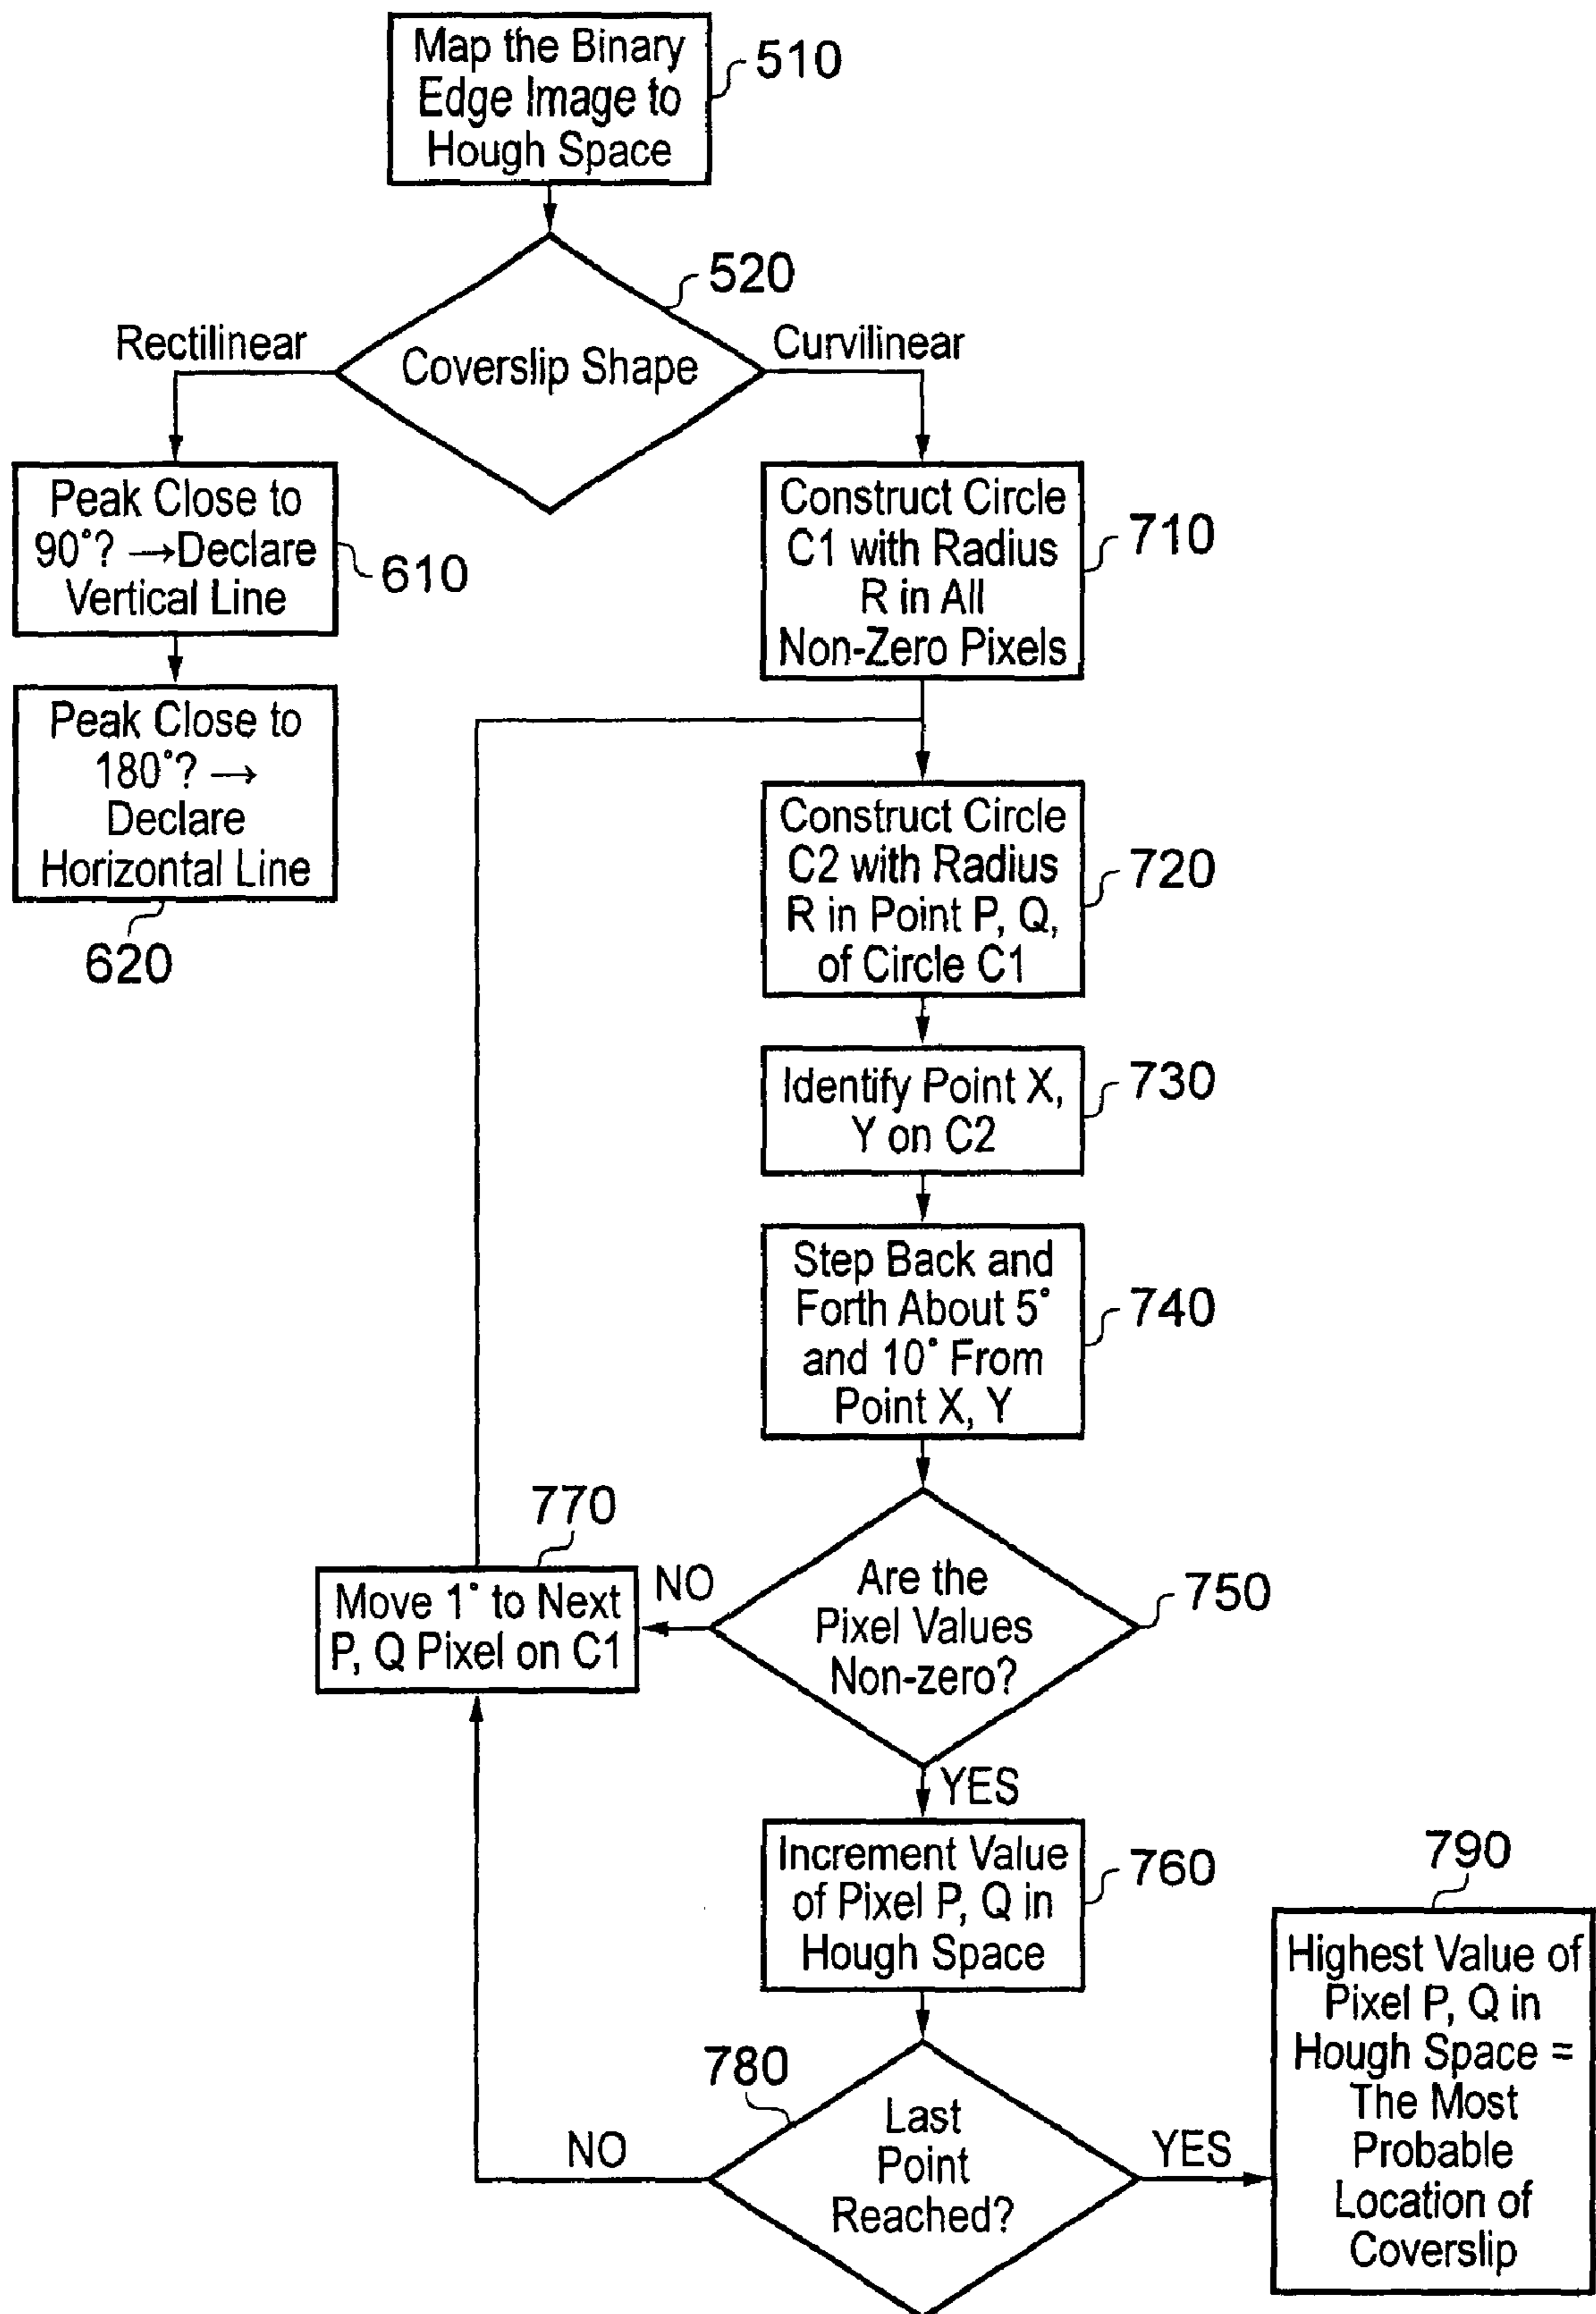 Map the Binary
Edge Image to
Hough Space
510
520
Rectilinear
Coverslip Shape
Curvilinear
Peak Close to
90°? →Declare
Vertical Line
610
Peak Close to
180°? →
Declare
Horizontal Line
620
Construct Circle
C1 with Radius
R in All
Non-Zero Pixels
710
Construct Circle
C2 with Radius
R in Point P, Q,
of Circle C1
720
Identify Point X,
Y on C2
730
Step Back and
Forth About 5°
and 10° From
Point X, Y
740
Are the
Pixel Values
Non-zero?
750
NO
770
Move 1° to Next
P, Q Pixel on C1
YES
Increment Value
of Pixel P, Q in
Hough Space
760
780
Last
Point
Reached?
NO
YES
790
Highest Value of
Pixel P, Q in
Hough Space =
The Most
Probable
Location of
Coverslip